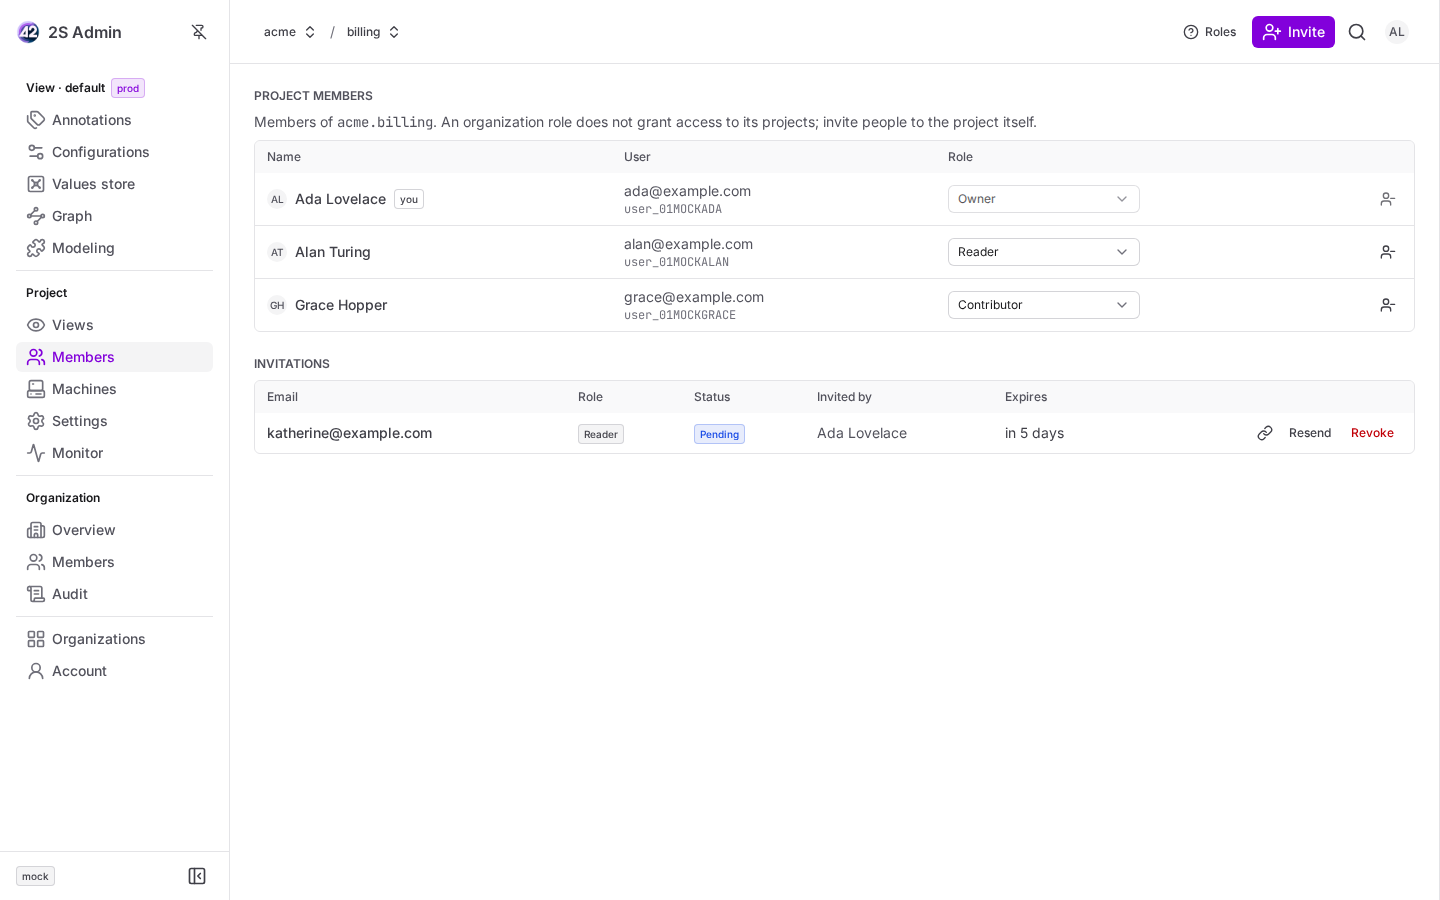 2S Admin
View · default prod
Annotations
Configurations
Values store
Graph
Modeling
Project
Views
Members
Machines
Settings
Monitor
Organization
Overview
Members
Audit
Organizations
Account
mock
acme / billing
Roles Invite AL
PROJECT MEMBERS
Members of acme.billing. An organization role does not grant access to its projects; invite people to the project itself.
Name User Role
AL Ada Lovelace you ada@example.com Owner
user_01MOCKADA
AT Alan Turing alan@example.com Reader
user_01MOCKALAN
GH Grace Hopper grace@example.com Contributor
user_01MOCKGRACE
INVITATIONS
Email Role Status Invited by Expires
katherine@example.com Reader Pending Ada Lovelace in 5 days Resend Revoke